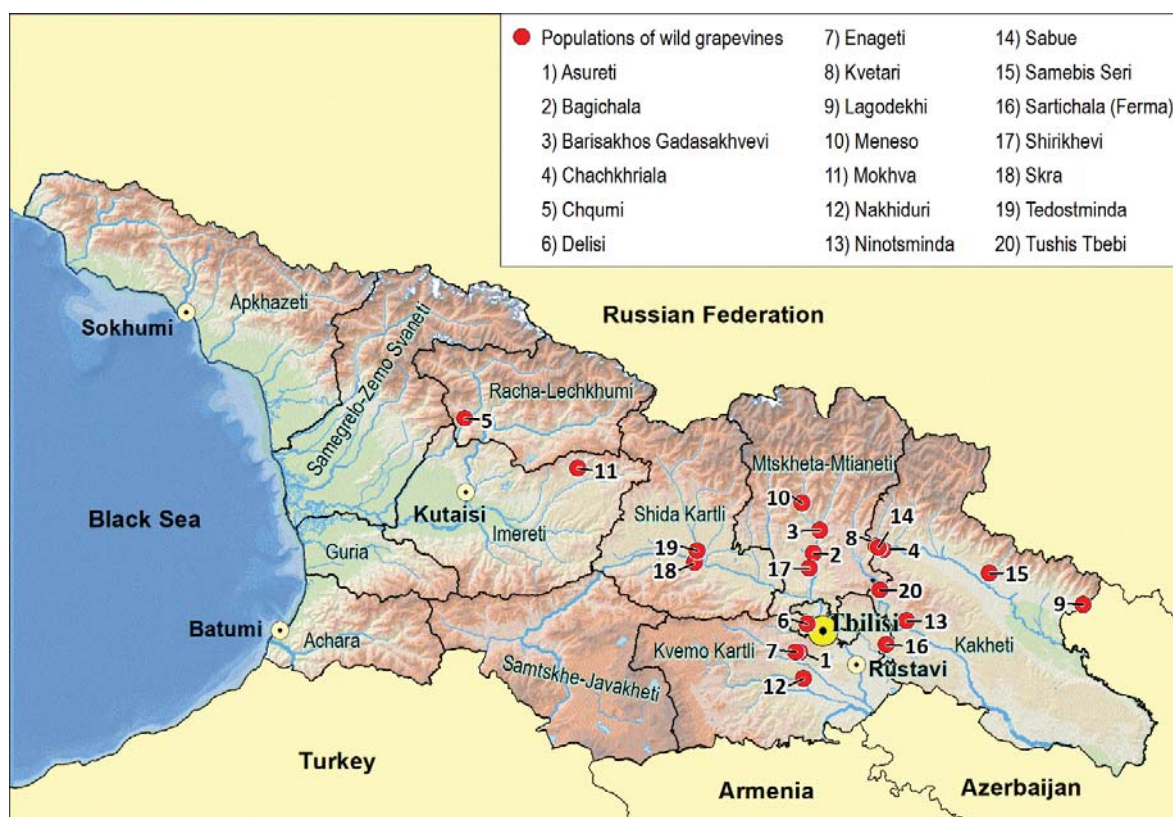 Populations of wild grapevines
1) Asureti
2) Bagichala
3) Barisakhos Gadasakhvevi
4) Chachkhriala
5) Chqumi
6) Delisi
7) Enageti
8) Kvetari
9) Lagodekhi
10) Meneso
11) Mokhva
12) Nakhiduri
13) Ninotsminda
14) Sabue
15) Samebis Seri
16) Sartichala (Ferma)
17) Shirikhevi
18) Skra
19) Tedostminda
20) Tushis Tbebi
Russian Federation
Apkhazeti
Sokhumi
Samegrelo-Zemo Svaneti
Racha-Lechkhumi
5
11
Mtskheta-Mtianeti
10
Black Sea
Kutaisi
Imereti
Shida Kartli
3
14
8
4
2
19
18
17
15
Guria
20
9
Batumi
Achara
6
Tbilisi
13
Samtskhe-Javakheti
Kvemo Kartli
7
1
16
Kakheti
Rustavi
12
Turkey
Armenia
Azerbaijan